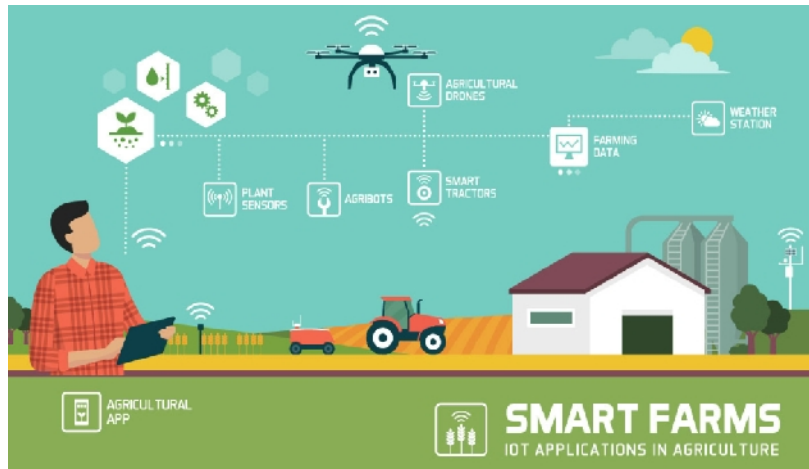 AGRICULTURAL
DRONES
WEATHER
STATION
FARMING
DATA
PLANT
SENSORS
AGRIBOTS
SMART
TRACTORS
AGRICULTURAL
APP
SMART FARMS
IOT APPLICATIONS IN AGRICULTURE